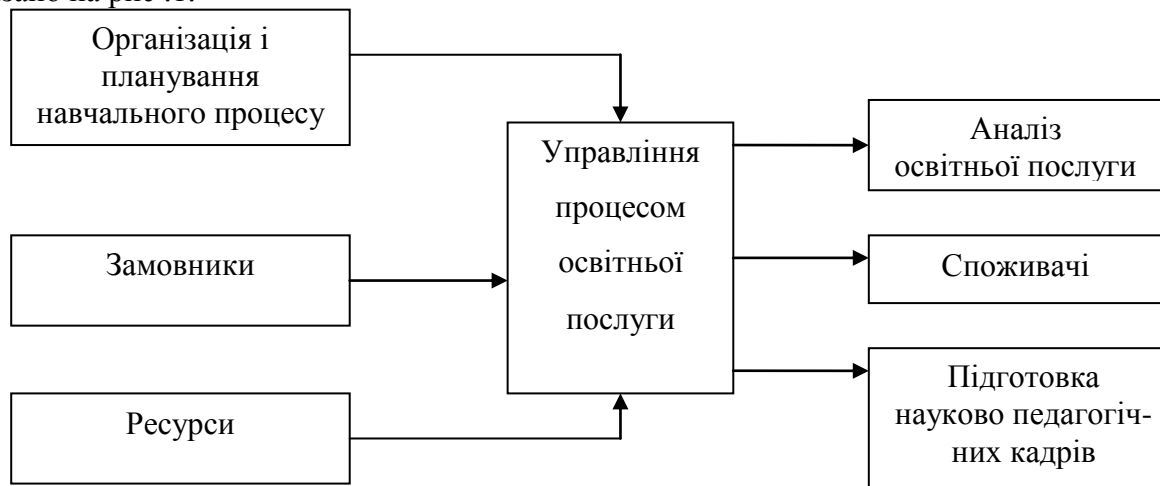 на рис .1.
Організація і
планування
навчального процесу
Замовники
Ресурси
Управління
процесом
освітньої
послуги
Аналіз
освітньої послуги
Споживачі
Підготовка
науково педагогіч-
них кадрів